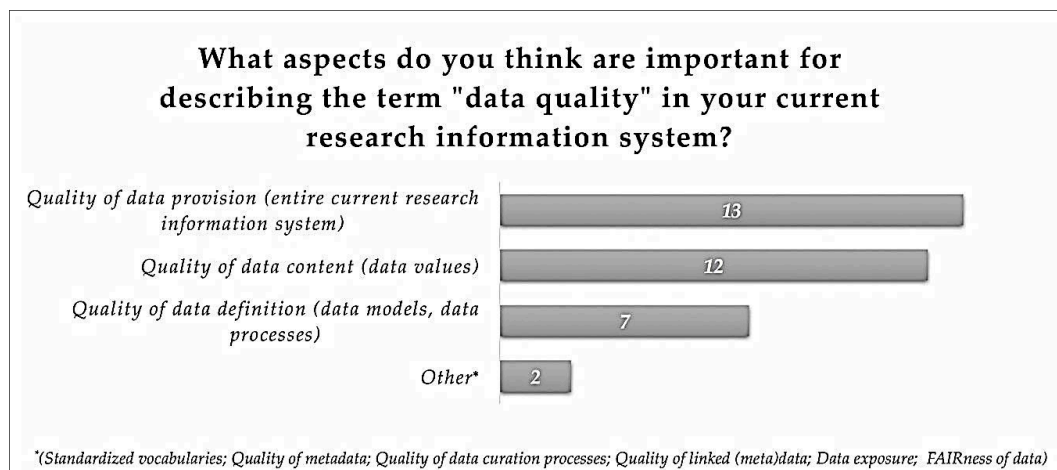 What aspects do you think are important for
describing the term "data quality" in your current
research information system?
Quality of data provision (entire current research
information system)
13
Quality of data content (data values)
12
Quality of data definition (data models, data
processes)
7
Other*
2
*(Standardized vocabularies; Quality of metadata; Quality of data curation processes; Quality of linked (meta)data; Data exposure; FAIRness of data)